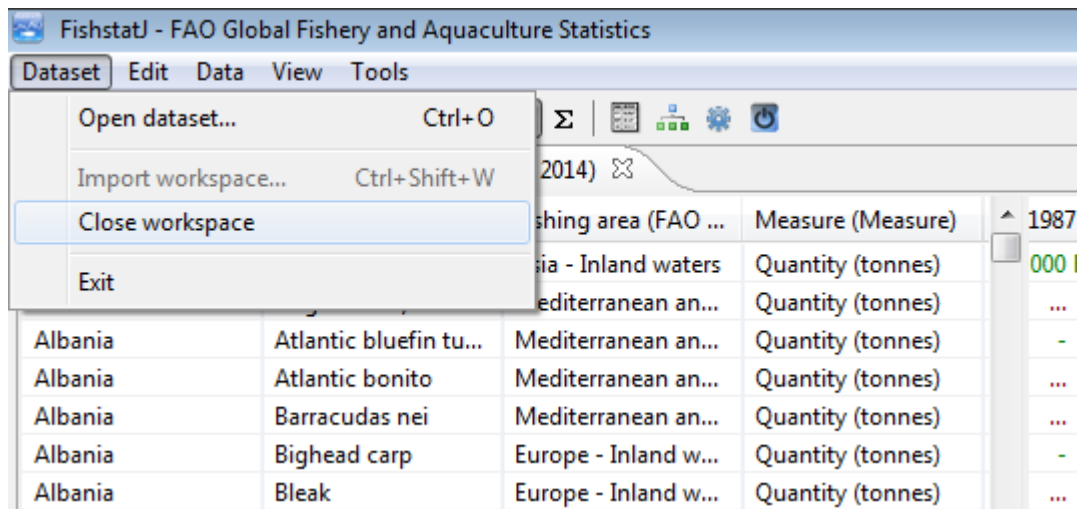 FishstatJ - FAO Global Fishery and Aquaculture Statistics
Dataset Edit Data View Tools
Open dataset... Ctrl+O
Σ
Import workspace... Ctrl+Shift+W
2014)
Close workspace
shing area (FAO ... Measure (Measure) 1987
Exit
sia - Inland waters Quantity (tonnes) 000
editerranean an... Quantity (tonnes) ...
Albania Atlantic bluefin tu... Mediterranean an... Quantity (tonnes) -
Albania Atlantic bonito Mediterranean an... Quantity (tonnes) ...
Albania Barracudas nei Mediterranean an... Quantity (tonnes) ...
Albania Bighead carp Europe - Inland w... Quantity (tonnes) -
Albania Bleak Europe - Inland w... Quantity (tonnes) ...